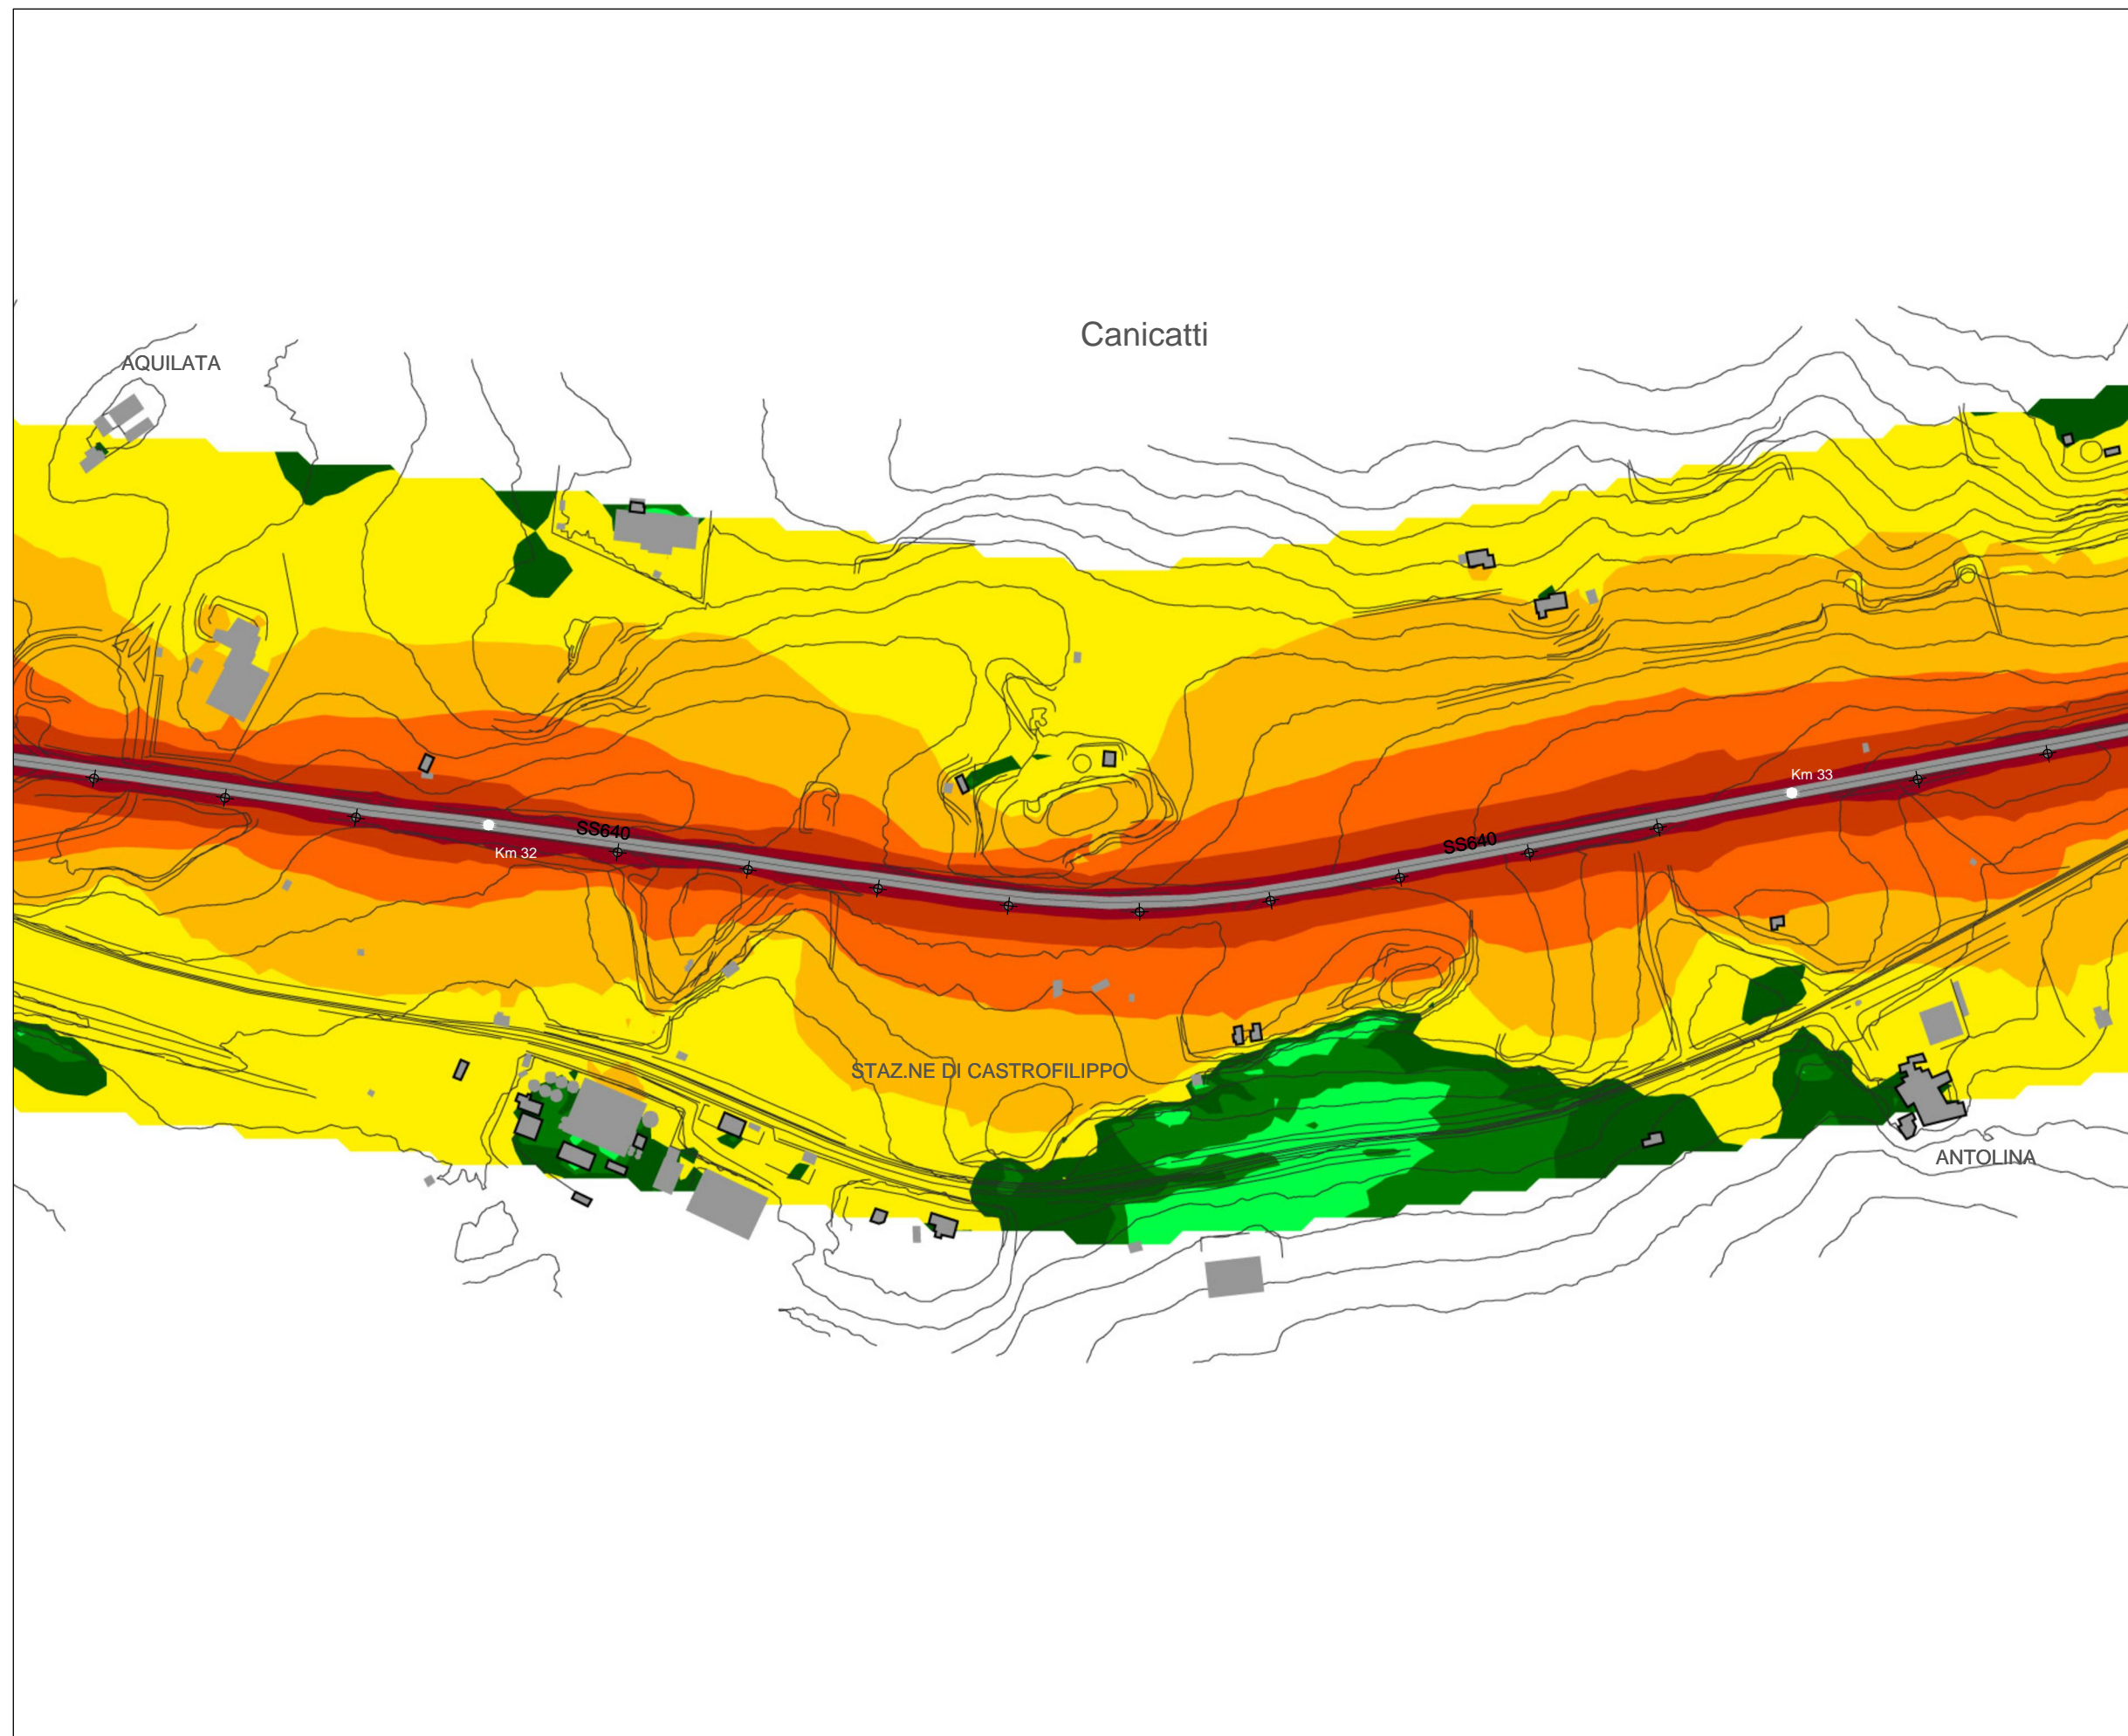 Canicatti
AQUILATA
Km 33
SS640
SS640
Km 32
STAZ.NE DI CASTROFILIPPO
ANTOLINA